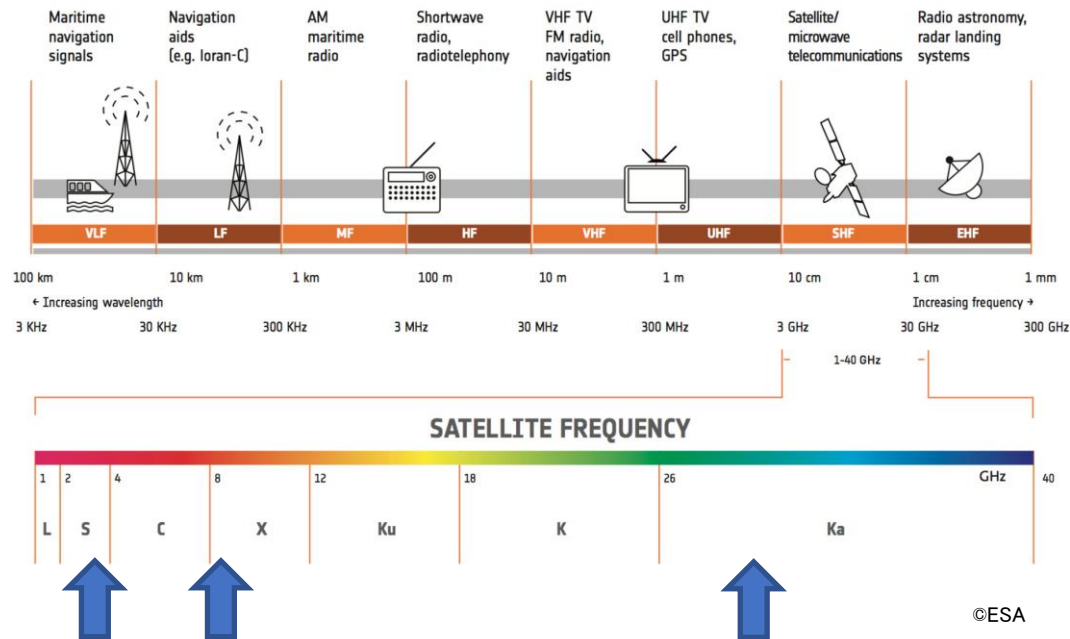 Maritime
navigation
signals
Navigation
aids
(e.g. loran-C)
AM
maritime
radio
Shortwave
radio,
radiotelephony
VHF TV
FM radio,
navigation
aids
UHF TV
cell phones,
GPS
Satellite/
microwave
telecommunications
Radio astronomy,
radar landing
systems
VLF LF MF HF VHF UHF SHF EHF
100 km 10 km 1 km 100 m 10 m 1 m 10 cm 1 cm 1 mm
← Increasing wavelength Increasing frequency →
3 KHz 30 KHz 300 KHz 3 MHz 30 MHz 300 MHz 3 GHz 30 GHz 300 GHz
1-40 GHz
SATELLITE FREQUENCY
1 2 4 8 12 18 26 GHz 40
L S C X Ku K Ka
©ESA